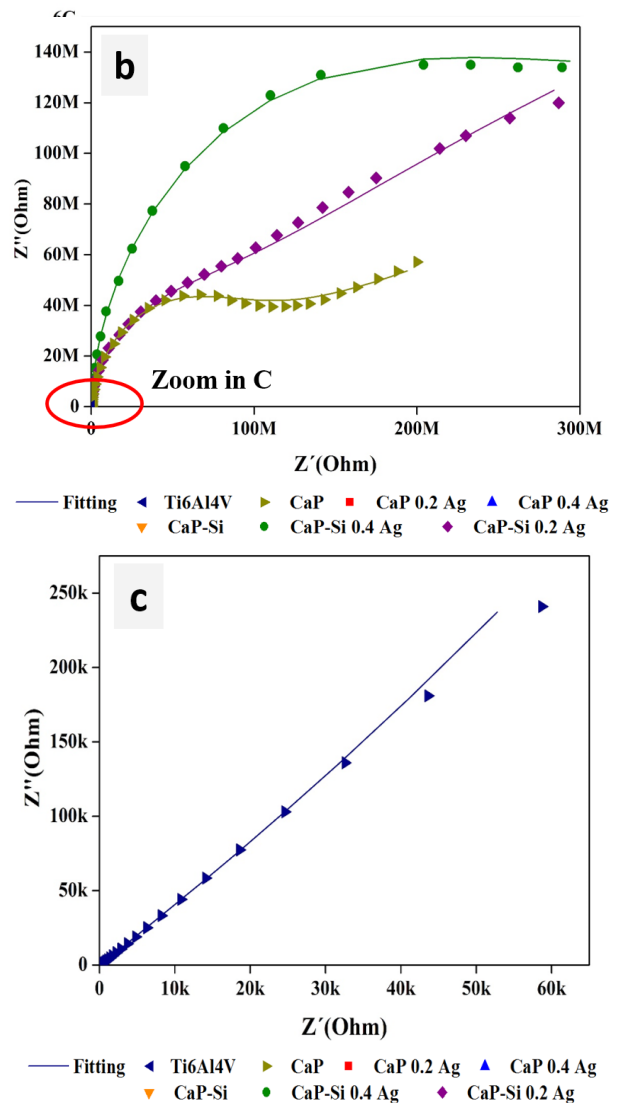 6G
b
140M
120M
100M
80M
60M
40M
20M
0
Z''(Ohm)
Zoom in C
0 100M 200M 300M
Z′(Ohm)
Fitting Ti6Al4V CaP CaP 0.2 Ag CaP 0.4 Ag
CaP-Si CaP-Si 0.4 Ag CaP-Si 0.2 Ag
c
250k
200k
150k
100k
50k
0
Z''(Ohm)
0 10k 20k 30k 40k 50k 60k
Z′(Ohm)
Fitting Ti6Al4V CaP CaP 0.2 Ag CaP 0.4 Ag
CaP-Si CaP-Si 0.4 Ag CaP-Si 0.2 Ag